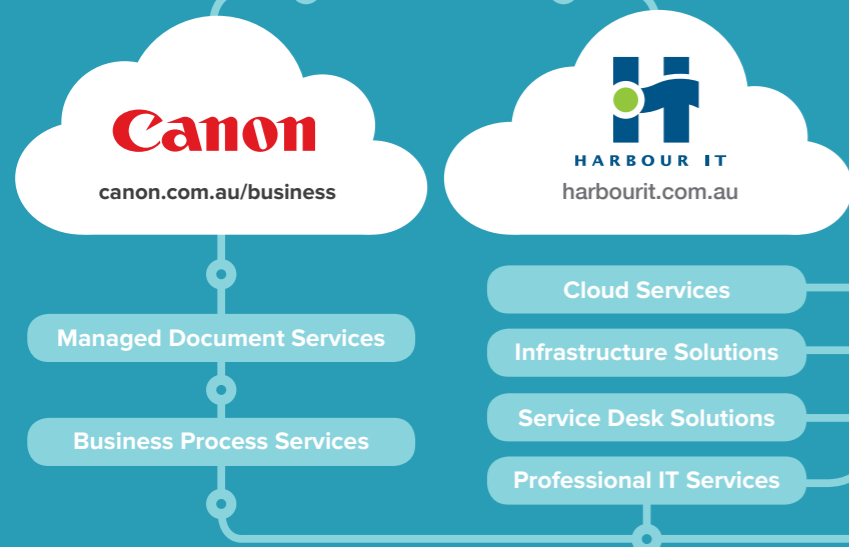 Canon
canon.com.au/business
Managed Document Services
Business Process Services
HARBOUR IT
harbourit.com.au
Cloud Services
Infrastructure Solutions
Service Desk Solutions
Professional IT Services